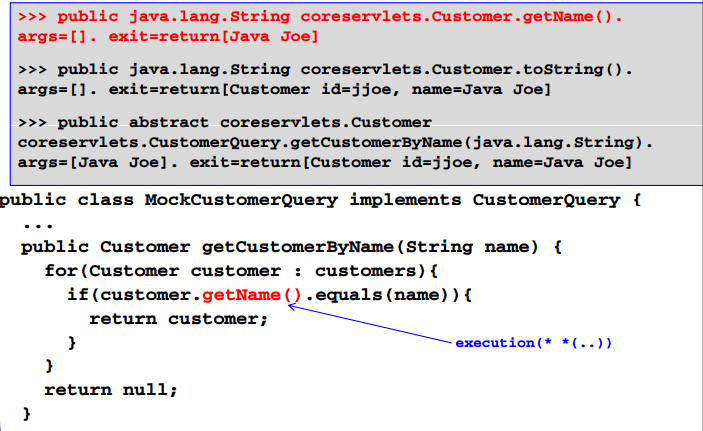 >>> public java.lang.String coreservlets.Customer.getName().
args=[]. exit=return[Java Joe]
>>> public java.lang.String coreservlets.Customer.toString().
args=[]. exit=return[Customer id=jjoe, name=Java Joe]
>>> public abstract coreservlets.Customer
coreservlets.CustomerQuery.getCustomerByName(java.lang.String).
args=[Java Joe]. exit=return[Customer id=jjoe, name=Java Joe]
public class MockCustomerQuery implements CustomerQuery {
...
public Customer getCustomerByName(String name) {
for(Customer customer : customers){
if(customer.getName().equals(name)){
return customer;
}
execution(* *(..))
}
return null;
}